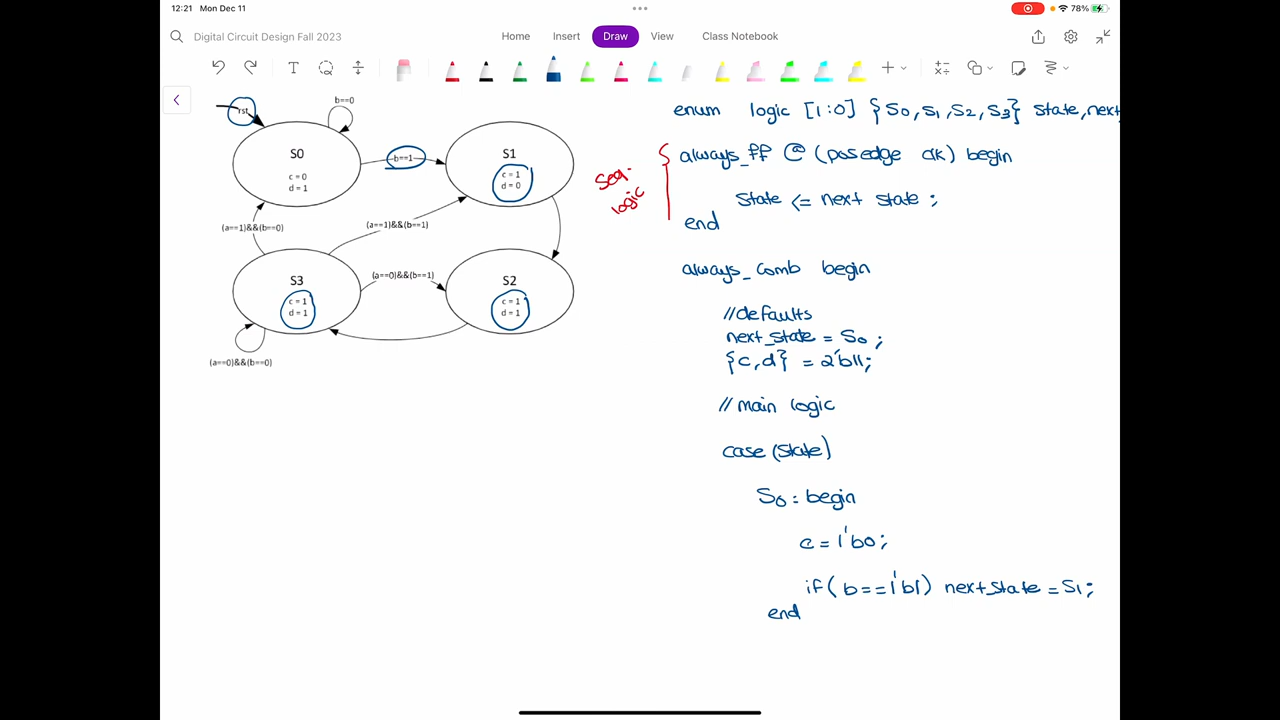 12:21 Mon Dec 11
78%
Digital Circuit Design Fall 2023
Home Insert Draw View Class Notebook
rst
b==0
S0
c = 0
d = 1
b==1
S1
c = 1
d = 0
(a==1)&&(b==0)
(a==1)&&(b==1)
S3
c = 1
d = 1
(a==0)&&(b==1)
S2
c = 1
d = 1
(a==0)&&(b==0)
Seq.
logic
enum logic [1:0] {S0,S1,S2,S3} state,next
always_ff @ (posedge clk) begin
state <= next state ;
end
always_comb begin
//defaults
next_state = S0 ;
{c,d} = 2'b11;
// main logic
case (state)
S0 : begin
c = 1'b0;
if( b==1'b1) next_state = S1;
end